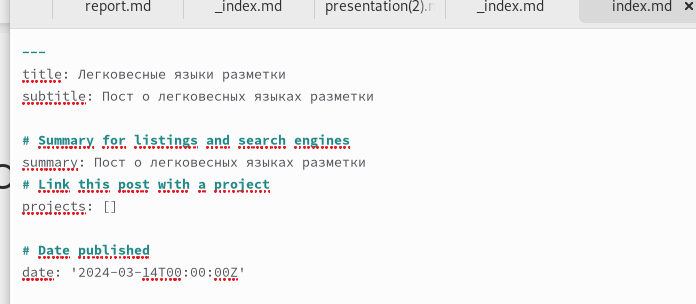 report.md _index.md presentation(2).r _index.md index.md ×
---
title: Легковесные языки разметки
subtitle: Пост о легковесных языках разметки
# Summary for listings and search engines
summary: Пост о легковесных языках разметки
# Link this post with a project
projects: []
# Date published
date: '2024-03-14T00:00:00Z'